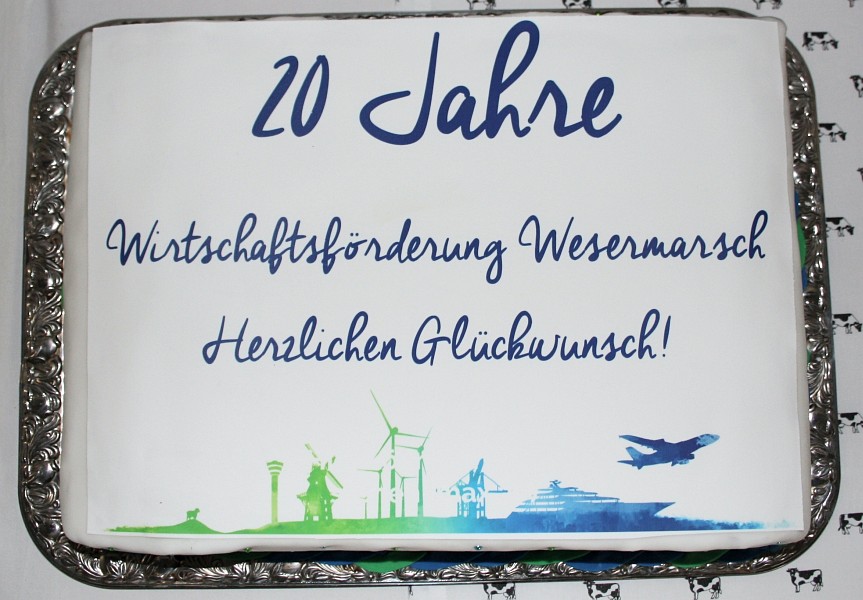 20 Jahre
Wirtschaftsförderung Wesermarsch
Herzlichen Glückwunsch!